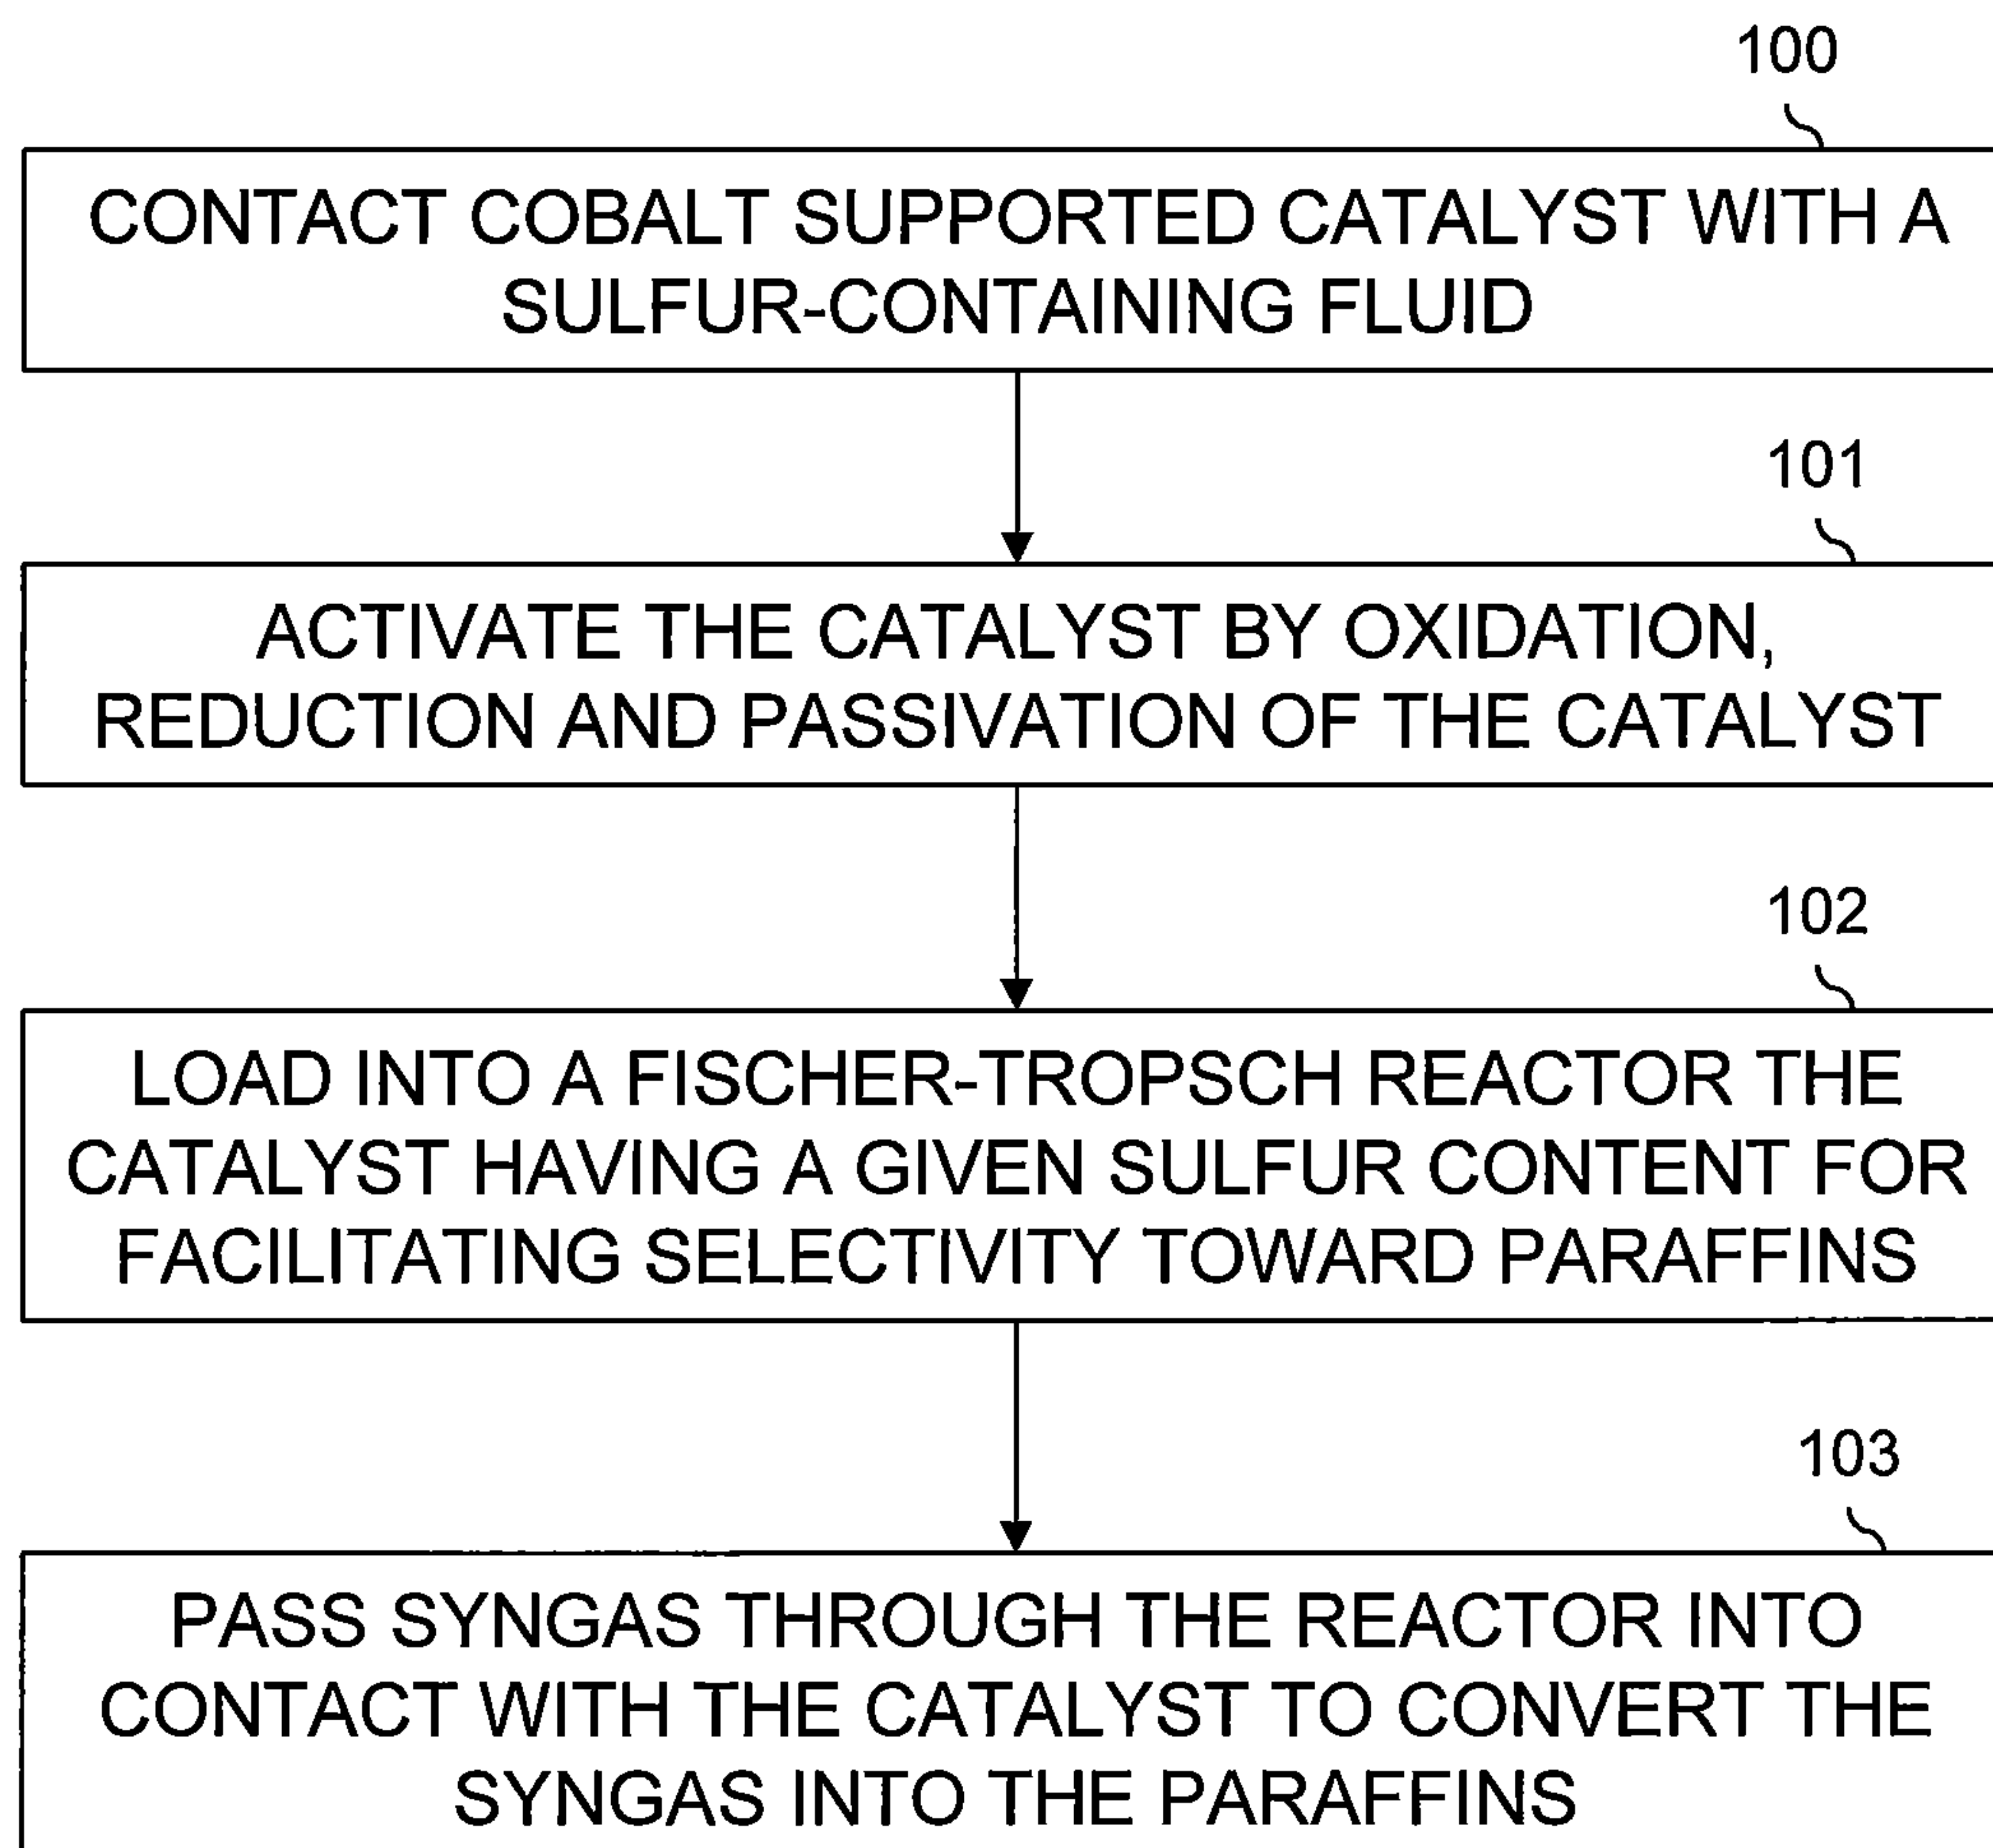 100
CONTACT COBALT SUPPORTED CATALYST WITH A
SULFUR-CONTAINING FLUID
101
ACTIVATE THE CATALYST BY OXIDATION,
REDUCTION AND PASSIVATION OF THE CATALYST
102
LOAD INTO A FISCHER-TROPSCH REACTOR THE
CATALYST HAVING A GIVEN SULFUR CONTENT FOR
FACILITATING SELECTIVITY TOWARD PARAFFINS
103
PASS SYNGAS THROUGH THE REACTOR INTO
CONTACT WITH THE CATALYST TO CONVERT THE
SYNGAS INTO THE PARAFFINS